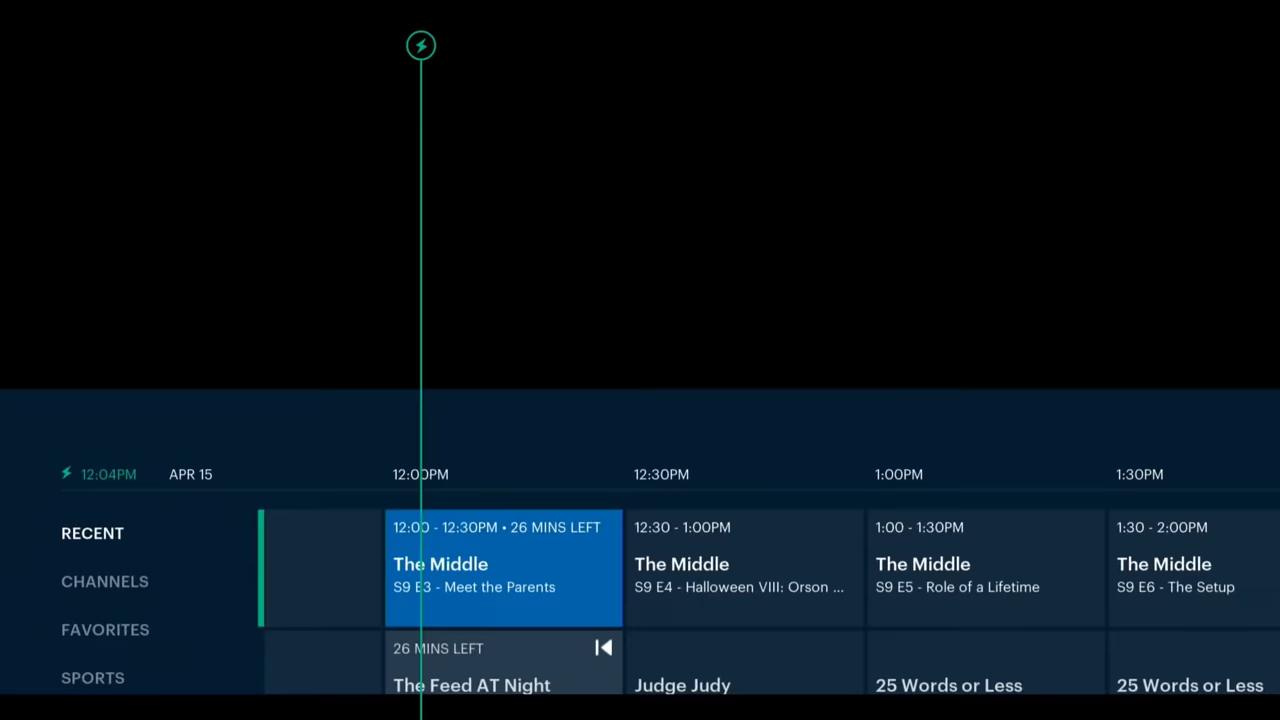 12:04PM APR 15 12:00PM 12:30PM 1:00PM 1:30PM
RECENT
CHANNELS
FAVORITES
SPORTS
12:00 - 12:30PM • 26 MINS LEFT
The Middle
S9 E3 - Meet the Parents
12:30 - 1:00PM
The Middle
S9 E4 - Halloween VIII: Orson ...
1:00 - 1:30PM
The Middle
S9 E5 - Role of a Lifetime
1:30 - 2:00PM
The Middle
S9 E6 - The Setup
26 MINS LEFT
The Feed AT Night
Judge Judy
25 Words or Less
25 Words or Less